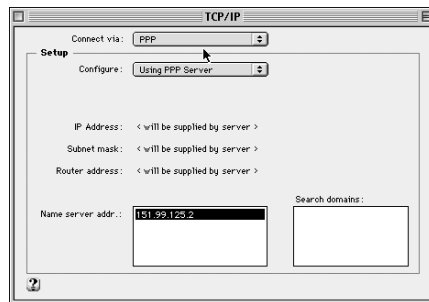 TCP/IP
Connect via: PPP
Setup
Configure: Using PPP Server
IP Address: < will be supplied by server >
Subnet mask: < will be supplied by server >
Router address: < will be supplied by server >
Search domains:
Name server addr.: 151.99.125.2
?